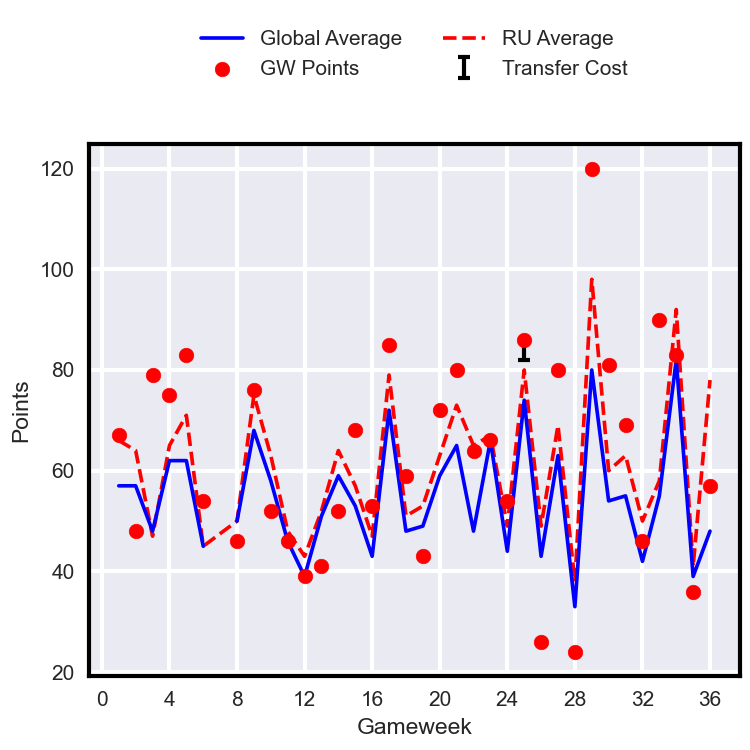 Global Average
RU Average
GW Points
Transfer Cost
120
100
80
60
40
20
Points
0 4 8 12 16 20 24 28 32 36
Gameweek